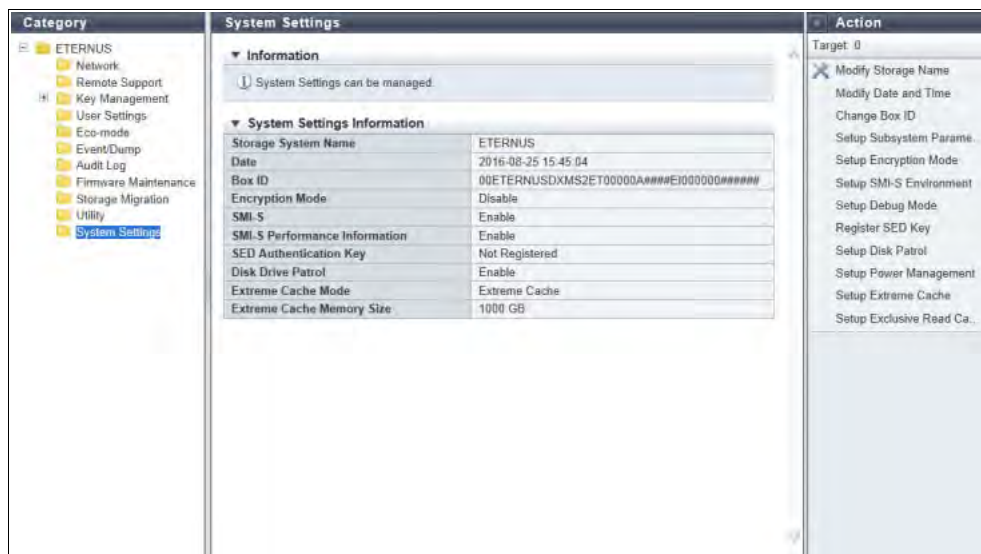 Category
ETERNUS
Network
Remote Support
Key Management
User Settings
Eco-mode
Event/Dump
Audit Log
Firmware Maintenance
Storage Migration
Utility
System Settings
System Settings
Information
System Settings can be managed.
System Settings Information
Storage System Name ETERNUS
Date 2016-08-25 15:45:04
Box ID 00ETERNUSDXMS2ET00000A####EI000000######
Encryption Mode Disable
SMI-S Enable
SMI-S Performance Information Enable
SED Authentication Key Not Registered
Disk Drive Patrol Enable
Extreme Cache Mode Extreme Cache
Extreme Cache Memory Size 1000 GB
Action
Target: 0
Modify Storage Name
Modify Date and Time
Change Box ID
Setup Subsystem Parame..
Setup Encryption Mode
Setup SMI-S Environment
Setup Debug Mode
Register SED Key
Setup Disk Patrol
Setup Power Management
Setup Extreme Cache
Setup Exclusive Read Ca..